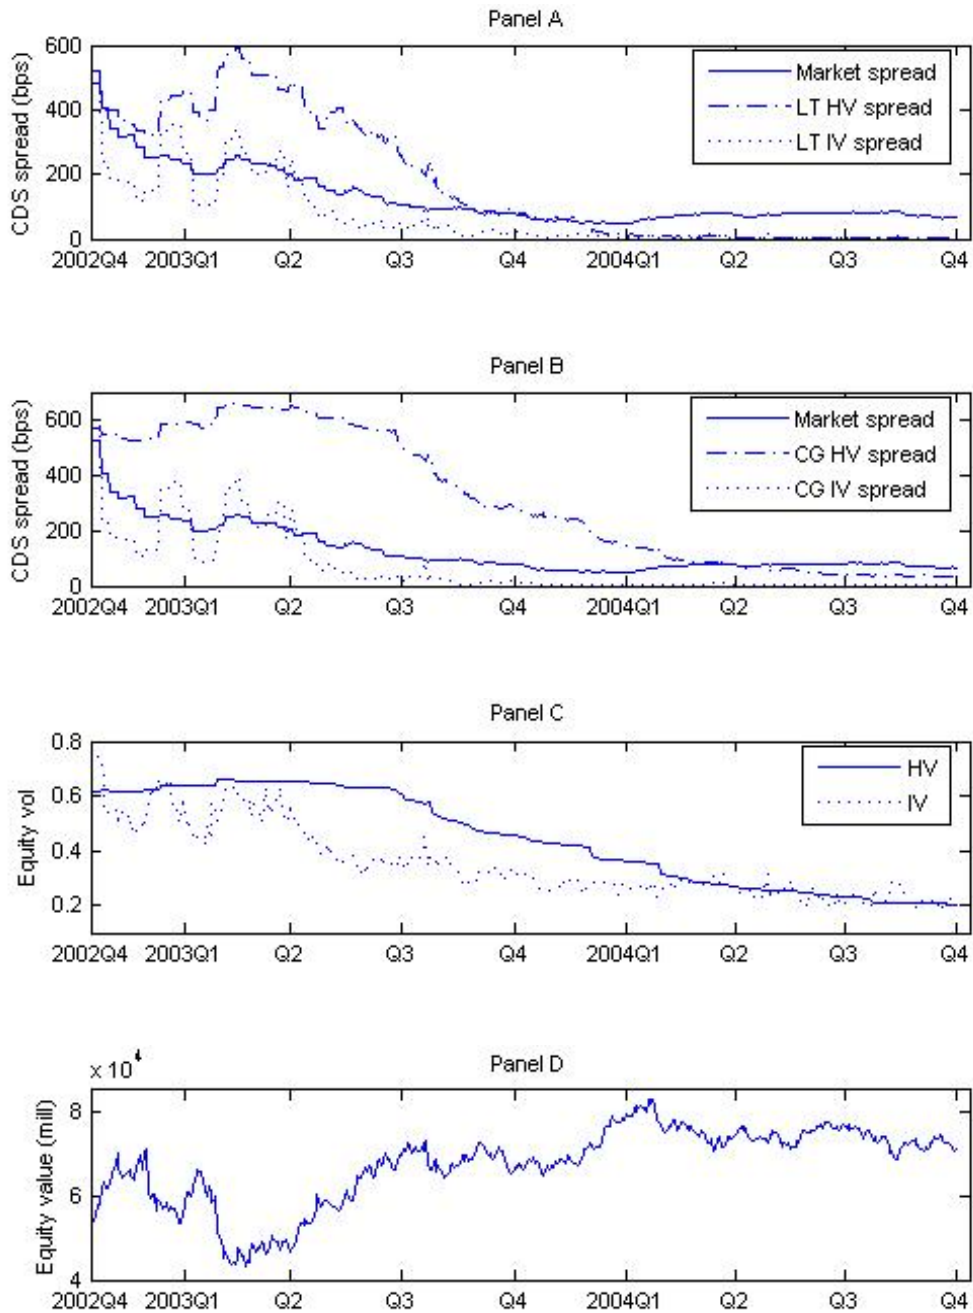 Panel A
CDS spread (bps)
600
400
200
0
Market spread
LT HV spread
LT IV spread
2002Q4 2003Q1 Q2 Q3 Q4 2004Q1 Q2 Q3 Q4
Panel B
CDS spread (bps)
600
400
200
0
Market spread
CG HV spread
CG IV spread
2002Q4 2003Q1 Q2 Q3 Q4 2004Q1 Q2 Q3 Q4
Panel C
Equity vol
0.8
0.6
0.4
0.2
HV
IV
2002Q4 2003Q1 Q2 Q3 Q4 2004Q1 Q2 Q3 Q4
x 10⁴
Panel D
Equity value (mill)
8
6
4
2002Q4 2003Q1 Q2 Q3 Q4 2004Q1 Q2 Q3 Q4